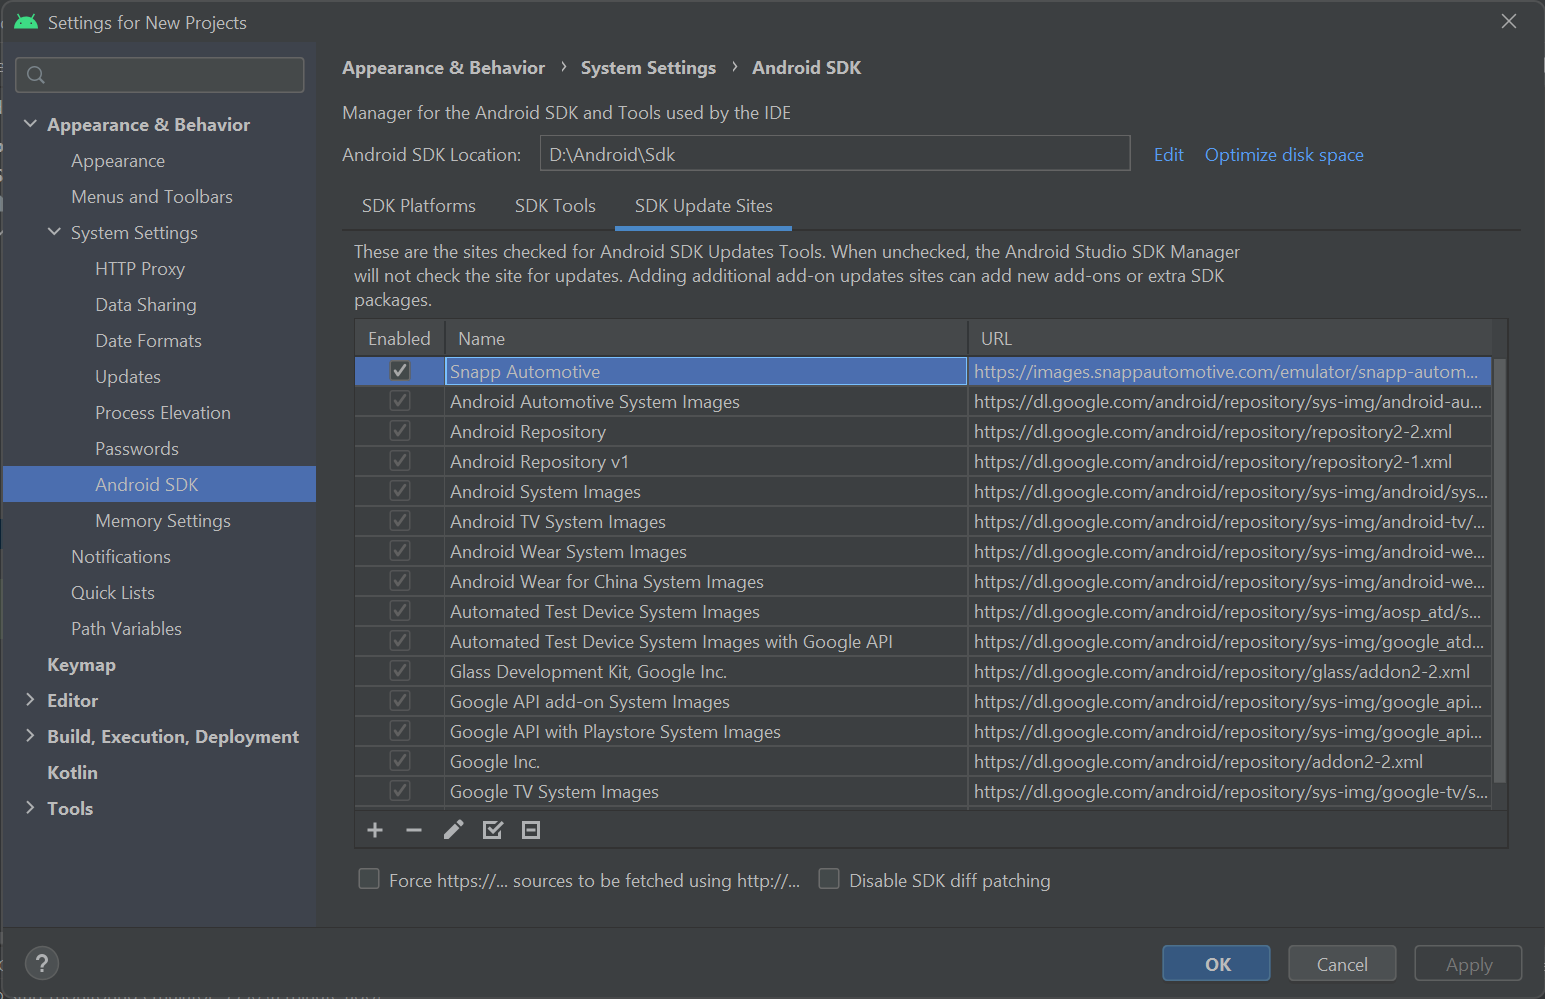 Settings for New Projects
Appearance & Behavior
Appearance
Menus and Toolbars
System Settings
HTTP Proxy
Data Sharing
Date Formats
Updates
Process Elevation
Passwords
Android SDK
Memory Settings
Notifications
Quick Lists
Path Variables
Keymap
Editor
Build, Execution, Deployment
Kotlin
Tools
Appearance & Behavior › System Settings › Android SDK
Manager for the Android SDK and Tools used by the IDE
Android SDK Location: D:\Android\Sdk Edit Optimize disk space
SDK Platforms SDK Tools SDK Update Sites
These are the sites checked for Android SDK Updates Tools. When unchecked, the Android Studio SDK Manager
will not check the site for updates. Adding additional add-on updates sites can add new add-ons or extra SDK
packages.
Enabled Name URL
Snapp Automotive https://images.snappautomotive.com/emulator/snapp-autom...
Android Automotive System Images https://dl.google.com/android/repository/sys-img/android-au...
Android Repository https://dl.google.com/android/repository/repository2-2.xml
Android Repository v1 https://dl.google.com/android/repository/repository2-1.xml
Android System Images https://dl.google.com/android/repository/sys-img/android/sys...
Android TV System Images https://dl.google.com/android/repository/sys-img/android-tv/...
Android Wear System Images https://dl.google.com/android/repository/sys-img/android-we...
Android Wear for China System Images https://dl.google.com/android/repository/sys-img/android-we...
Automated Test Device System Images https://dl.google.com/android/repository/sys-img/aosp_atd/s...
Automated Test Device System Images with Google API https://dl.google.com/android/repository/sys-img/google_atd...
Glass Development Kit, Google Inc. https://dl.google.com/android/repository/glass/addon2-2.xml
Google API add-on System Images https://dl.google.com/android/repository/sys-img/google_api...
Google API with Playstore System Images https://dl.google.com/android/repository/sys-img/google_api...
Google Inc. https://dl.google.com/android/repository/addon2-2.xml
Google TV System Images https://dl.google.com/android/repository/sys-img/google-tv/s...
Force https://... sources to be fetched using http://... Disable SDK diff patching
? OK Cancel Apply